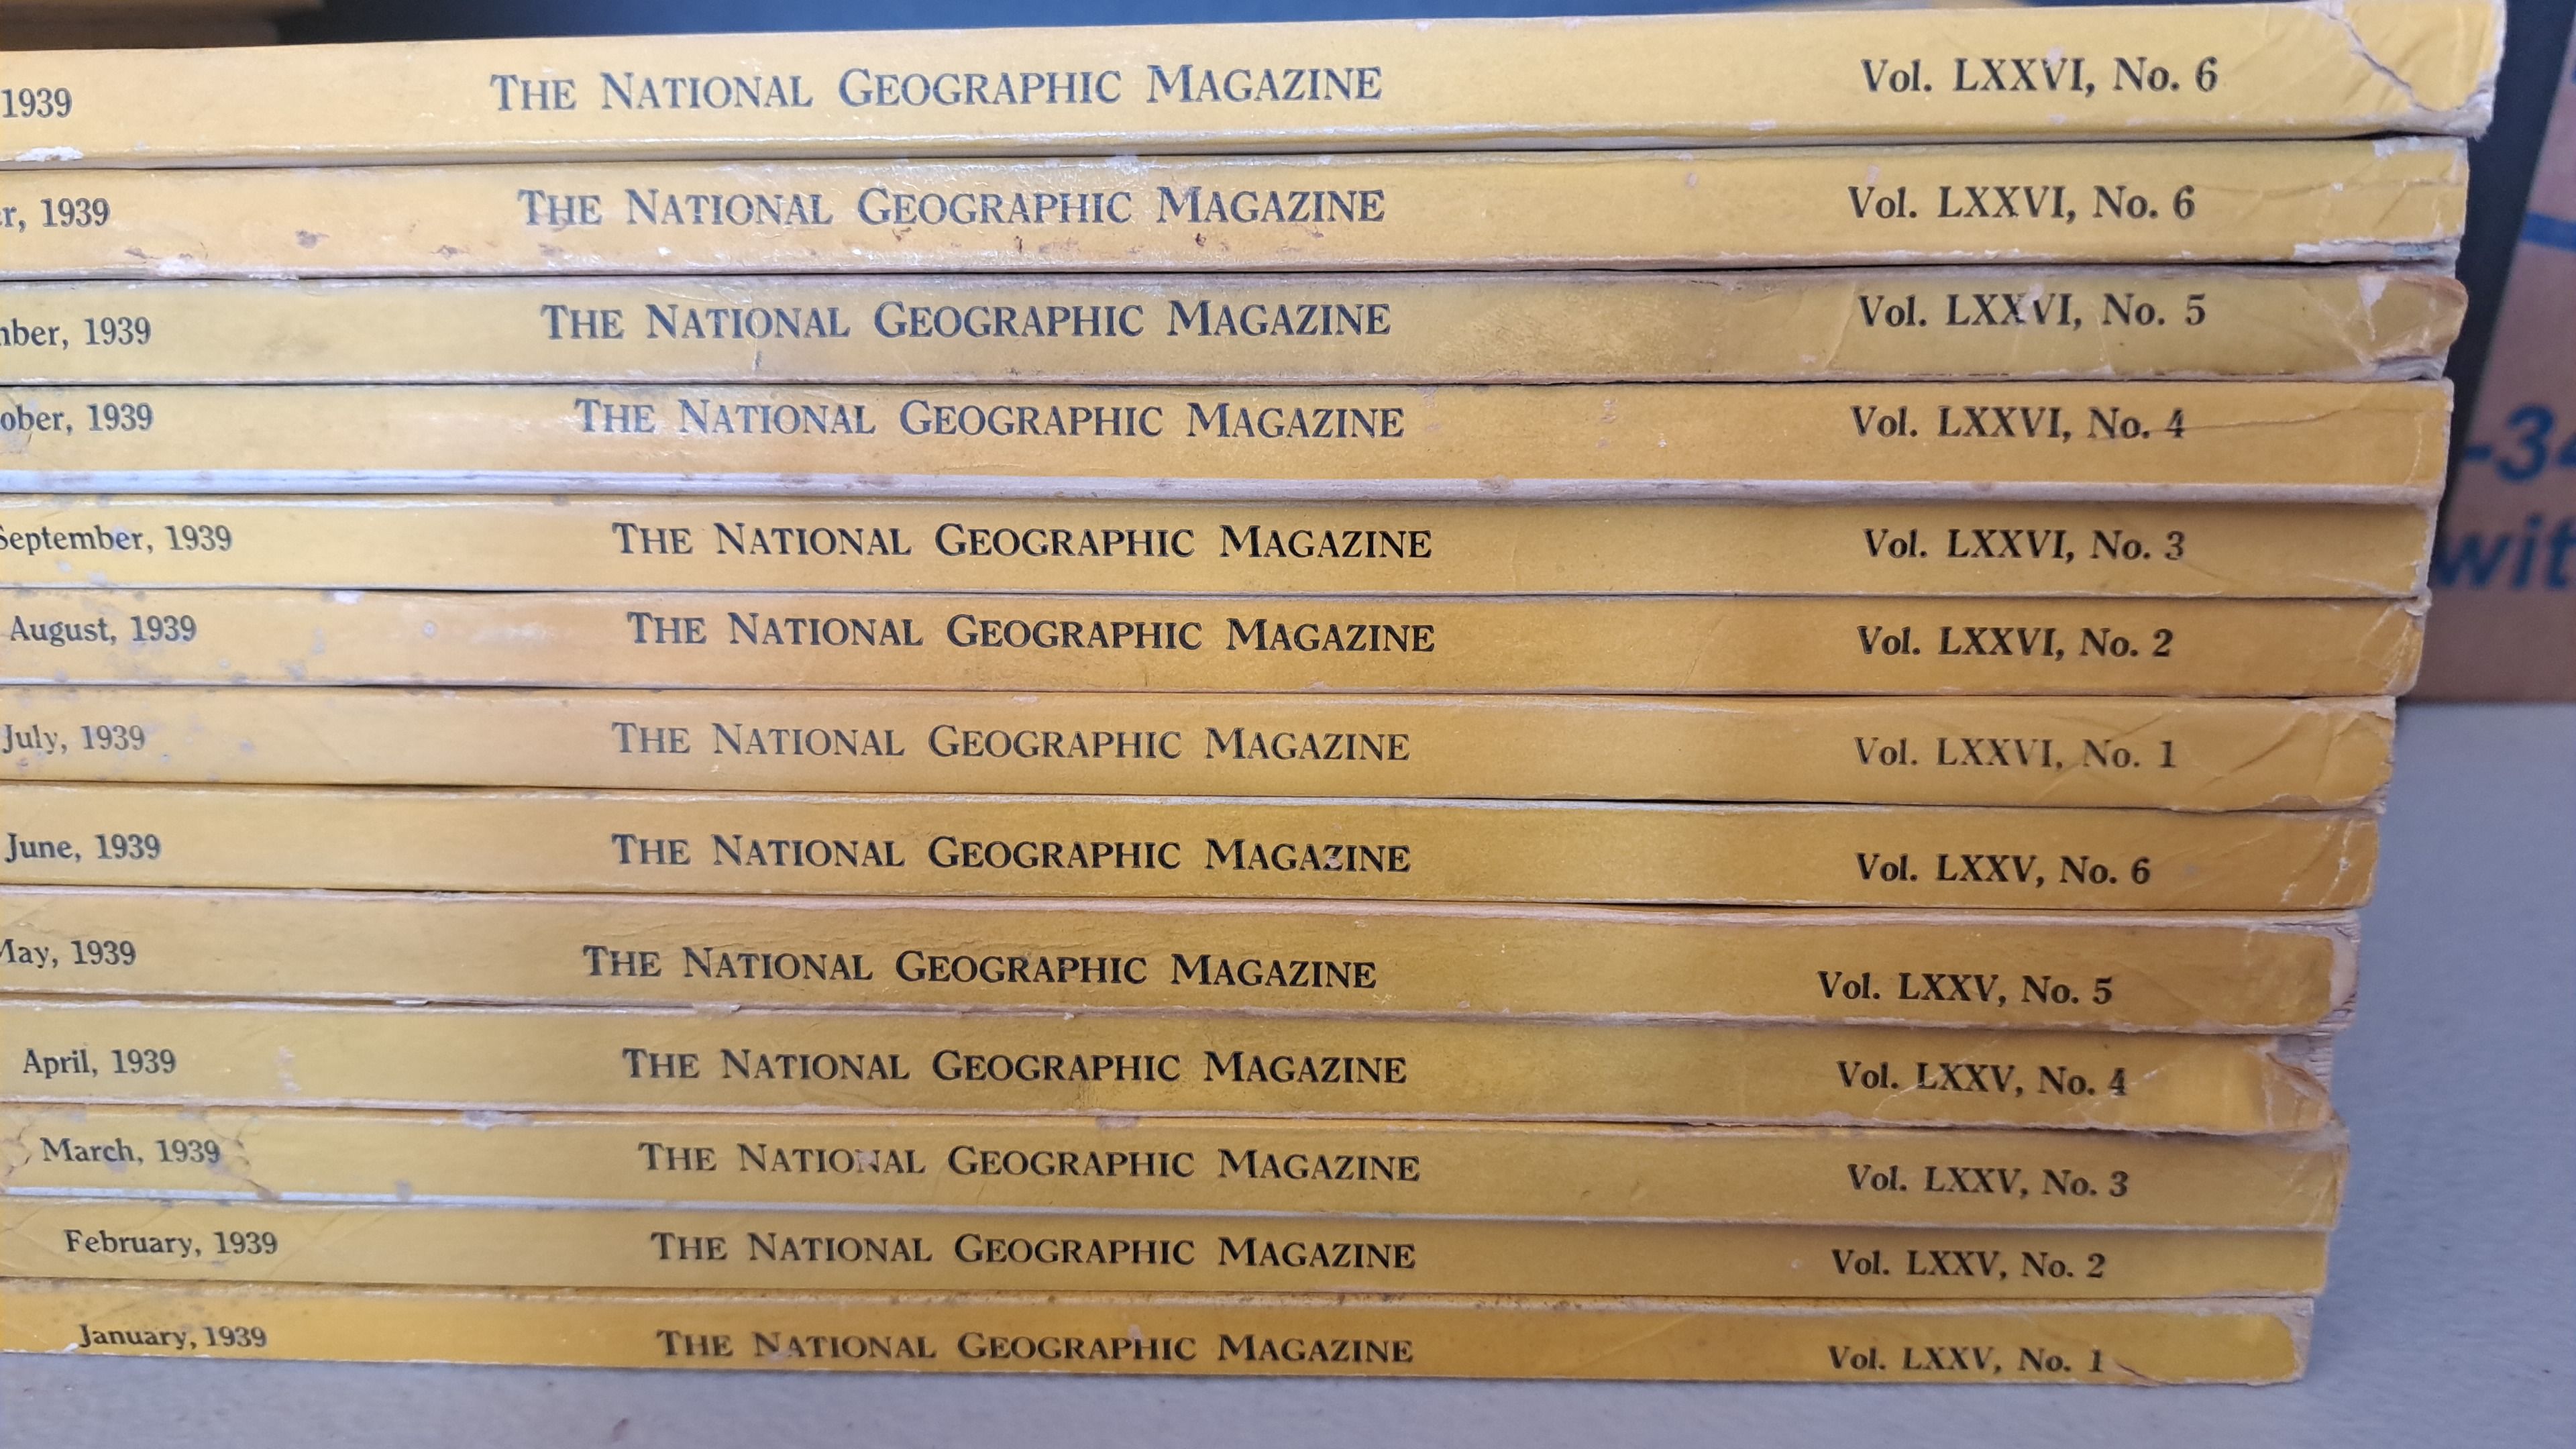 1939 THE NATIONAL GEOGRAPHIC MAGAZINE Vol. LXXVI, No. 6
er, 1939 THE NATIONAL GEOGRAPHIC MAGAZINE Vol. LXXVI, No. 6
mber, 1939 THE NATIONAL GEOGRAPHIC MAGAZINE Vol. LXXVI, No. 5
ober, 1939 THE NATIONAL GEOGRAPHIC MAGAZINE Vol. LXXVI, No. 4
September, 1939 THE NATIONAL GEOGRAPHIC MAGAZINE Vol. LXXVI, No. 3
August, 1939 THE NATIONAL GEOGRAPHIC MAGAZINE Vol. LXXVI, No. 2
July, 1939 THE NATIONAL GEOGRAPHIC MAGAZINE Vol. LXXVI, No. 1
June, 1939 THE NATIONAL GEOGRAPHIC MAGAZINE Vol. LXXV, No. 6
May, 1939 THE NATIONAL GEOGRAPHIC MAGAZINE Vol. LXXV, No. 5
April, 1939 THE NATIONAL GEOGRAPHIC MAGAZINE Vol. LXXV, No. 4
March, 1939 THE NATIONAL GEOGRAPHIC MAGAZINE Vol. LXXV, No. 3
February, 1939 THE NATIONAL GEOGRAPHIC MAGAZINE Vol. LXXV, No. 2
January, 1939 THE NATIONAL GEOGRAPHIC MAGAZINE Vol. LXXV, No. 1
-34
wit